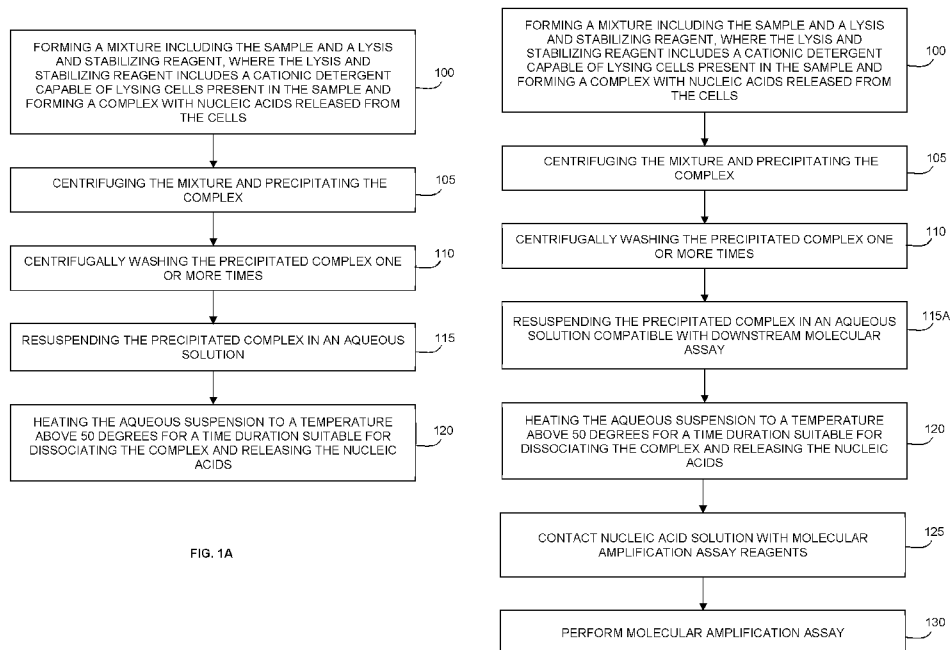 FORMING A MIXTURE INCLUDING THE SAMPLE AND A LYSIS
AND STABILIZING REAGENT, WHERE THE LYSIS AND
STABILIZING REAGENT INCLUDES A CATIONIC DETERGENT
CAPABLE OF LYSING CELLS PRESENT IN THE SAMPLE AND
FORMING A COMPLEX WITH NUCLEIC ACIDS RELEASED FROM
THE CELLS
100
CENTRIFUGING THE MIXTURE AND PRECIPITATING THE
COMPLEX
105
CENTRIFUGALLY WASHING THE PRECIPITATED COMPLEX ONE
OR MORE TIMES
110
RESUSPENDING THE PRECIPITATED COMPLEX IN AN AQUEOUS
SOLUTION
115
HEATING THE AQUEOUS SUSPENSION TO A TEMPERATURE
ABOVE 50 DEGREES FOR A TIME DURATION SUITABLE FOR
DISSOCIATING THE COMPLEX AND RELEASING THE NUCLEIC
ACIDS
120
FIG. 1A
FORMING A MIXTURE INCLUDING THE SAMPLE AND A LYSIS
AND STABILIZING REAGENT, WHERE THE LYSIS AND
STABILIZING REAGENT INCLUDES A CATIONIC DETERGENT
CAPABLE OF LYSING CELLS PRESENT IN THE SAMPLE AND
FORMING A COMPLEX WITH NUCLEIC ACIDS RELEASED FROM
THE CELLS
100
CENTRIFUGING THE MIXTURE AND PRECIPITATING THE
COMPLEX
105
CENTRIFUGALLY WASHING THE PRECIPITATED COMPLEX ONE
OR MORE TIMES
110
RESUSPENDING THE PRECIPITATED COMPLEX IN AN AQUEOUS
SOLUTION COMPATIBLE WITH DOWNSTREAM MOLECULAR
ASSAY
115A
HEATING THE AQUEOUS SUSPENSION TO A TEMPERATURE
ABOVE 50 DEGREES FOR A TIME DURATION SUITABLE FOR
DISSOCIATING THE COMPLEX AND RELEASING THE NUCLEIC
ACIDS
120
CONTACT NUCLEIC ACID SOLUTION WITH MOLECULAR
AMPLIFICATION ASSAY REAGENTS
125
PERFORM MOLECULAR AMPLIFICATION ASSAY
130